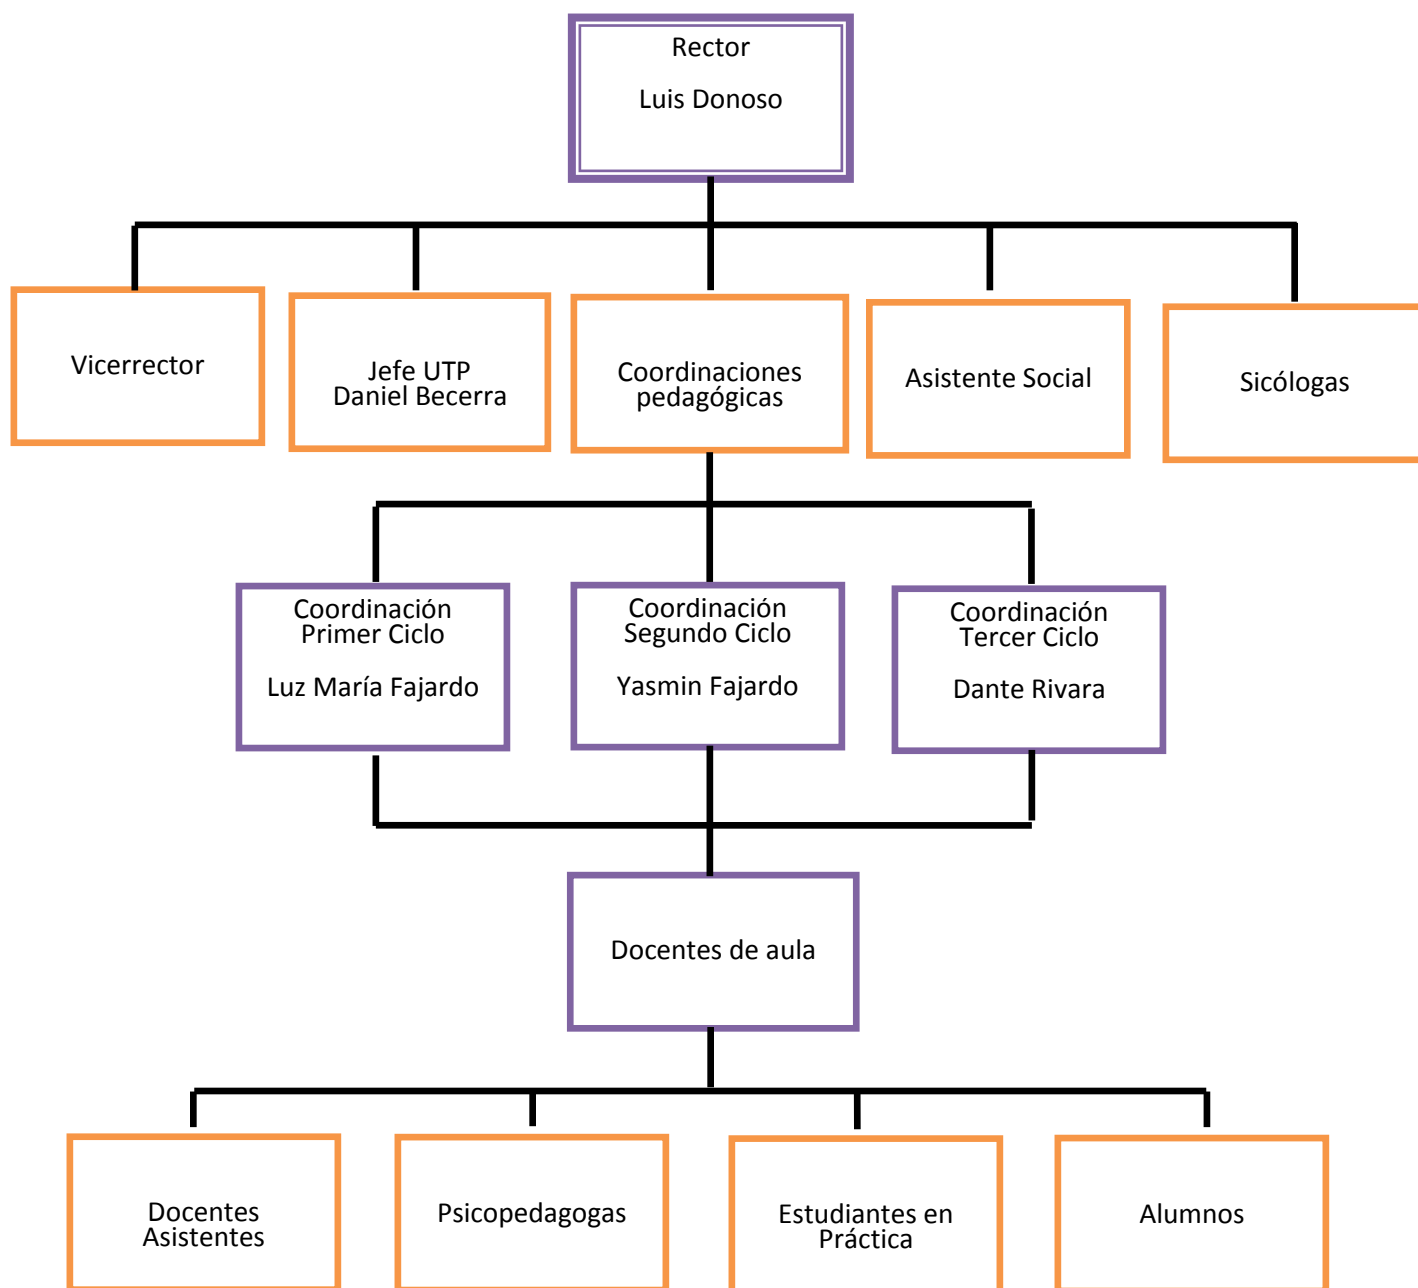 Rector
Luis Donoso
Vicerrector
Jefe UTP
Daniel Becerra
Coordinaciones
pedagógicas
Asistente Social
Sicólogas
Coordinación
Primer Ciclo
Luz María Fajardo
Coordinación
Segundo Ciclo
Yasmin Fajardo
Coordinación
Tercer Ciclo
Dante Rivara
Docentes de aula
Docentes
Asistentes
Psicopedagogas
Estudiantes en
Práctica
Alumnos